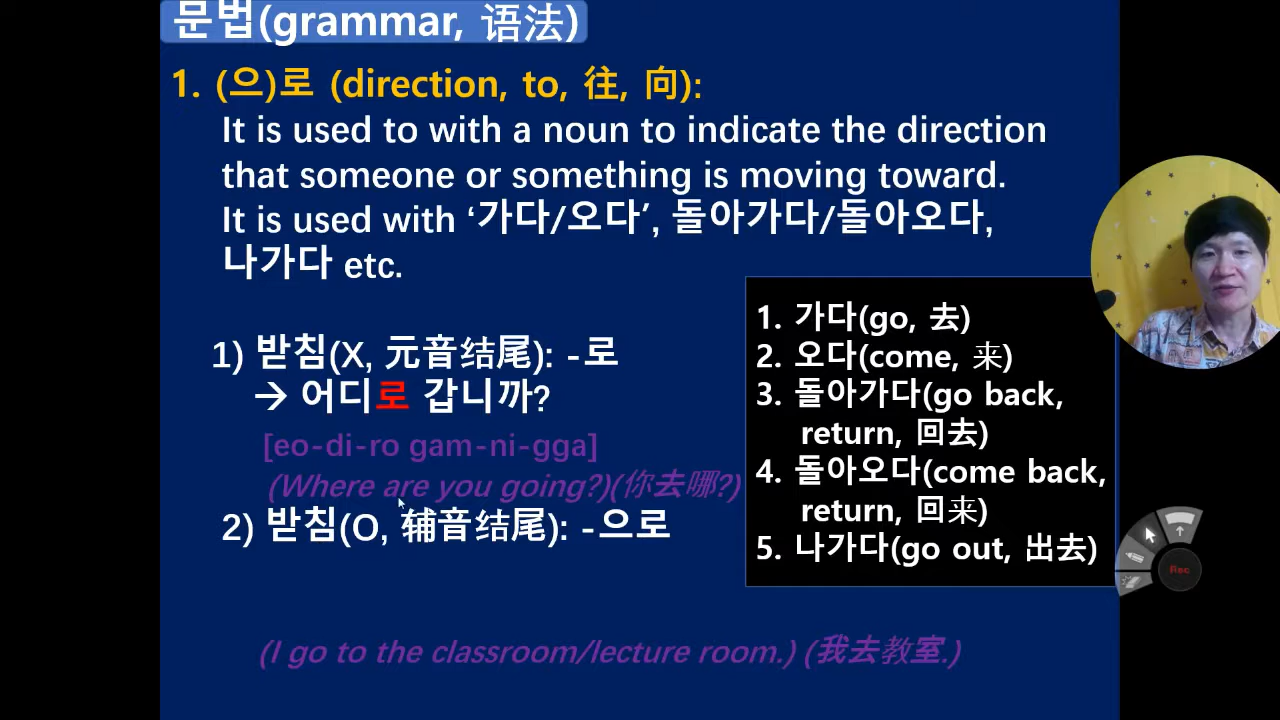 문법(grammar, 语法)
1. (으)로 (direction, to, 往, 向):
It is used to with a noun to indicate the direction
that someone or something is moving toward.
It is used with ‘가다/오다’, 돌아가다/돌아오다,
나가다 etc.
1) 받침(X, 元音结尾): -로
→ 어디로 갑니까?
[eo-di-ro gam-ni-gga]
(Where are you going?)(你去哪?)
2) 받침(O, 辅音结尾): -으로
(I go to the classroom/lecture room.) (我去教室.)
1. 가다(go, 去)
2. 오다(come, 来)
3. 돌아가다(go back,
return, 回去)
4. 돌아오다(come back,
return, 回来)
5. 나가다(go out, 出去)
Rec